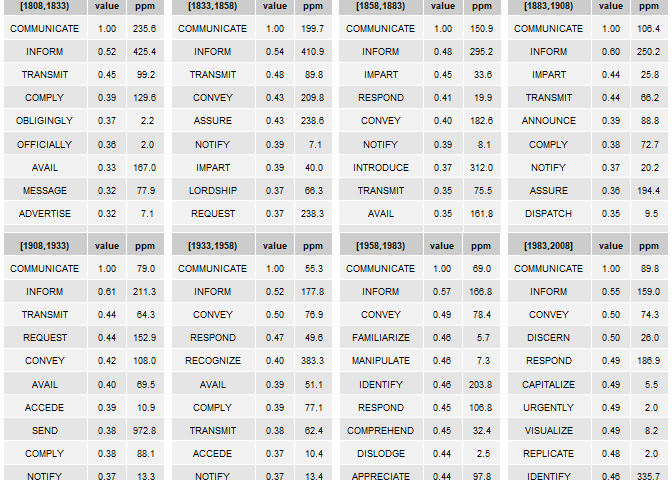 [1808,1833) value ppm [1833,1858) value ppm [1858,1883) value ppm [1883,1908) value ppm
COMMUNICATE 1.00 235.6 COMMUNICATE 1.00 199.7 COMMUNICATE 1.00 150.9 COMMUNICATE 1.00 106.4
INFORM 0.52 425.4 INFORM 0.54 410.9 INFORM 0.48 295.2 INFORM 0.60 250.2
TRANSMIT 0.45 99.2 TRANSMIT 0.48 89.8 IMPART 0.45 33.6 IMPART 0.44 25.8
COMPLY 0.39 129.6 CONVEY 0.43 209.8 RESPOND 0.41 19.9 TRANSMIT 0.44 66.2
OBLIGINGLY 0.37 2.2 ASSURE 0.43 238.6 CONVEY 0.40 182.6 ANNOUNCE 0.39 88.8
OFFICIALLY 0.36 2.0 NOTIFY 0.39 7.1 NOTIFY 0.39 8.1 COMPLY 0.38 72.7
AVAIL 0.33 167.0 IMPART 0.39 40.0 INTRODUCE 0.37 312.0 NOTIFY 0.37 20.2
MESSAGE 0.32 77.9 LORDSHIP 0.37 66.3 TRANSMIT 0.35 75.5 ASSURE 0.36 194.4
ADVERTISE 0.32 7.1 REQUEST 0.37 238.3 AVAIL 0.35 161.8 DISPATCH 0.35 9.5
[1908,1933) value ppm [1933,1958) value ppm [1958,1983) value ppm [1983,2008] value ppm
COMMUNICATE 1.00 79.0 COMMUNICATE 1.00 55.3 COMMUNICATE 1.00 69.0 COMMUNICATE 1.00 89.8
INFORM 0.61 211.3 INFORM 0.52 177.8 INFORM 0.57 166.8 INFORM 0.55 159.0
TRANSMIT 0.44 64.3 CONVEY 0.50 76.9 CONVEY 0.49 78.4 CONVEY 0.50 74.3
REQUEST 0.44 152.9 RESPOND 0.47 49.6 FAMILIARIZE 0.46 5.7 DISCERN 0.50 26.0
CONVEY 0.42 108.0 RECOGNIZE 0.40 383.3 MANIPULATE 0.46 7.3 RESPOND 0.49 186.9
AVAIL 0.40 69.5 AVAIL 0.39 51.1 IDENTIFY 0.46 203.8 CAPITALIZE 0.49 5.5
ACCEDE 0.39 10.9 COMPLY 0.39 77.1 RESPOND 0.45 106.8 URGENTLY 0.49 2.0
SEND 0.38 972.8 TRANSMIT 0.38 62.4 COMPREHEND 0.45 32.4 VISUALIZE 0.49 8.2
COMPLY 0.38 88.1 ACCEDE 0.37 10.4 DISLODGE 0.44 2.5 REPLICATE 0.48 2.0
NOTIFY 0.37 13.3 NOTIFY 0.37 13.4 APPRECIATE 0.44 97.8 IDENTIFY 0.46 335.7